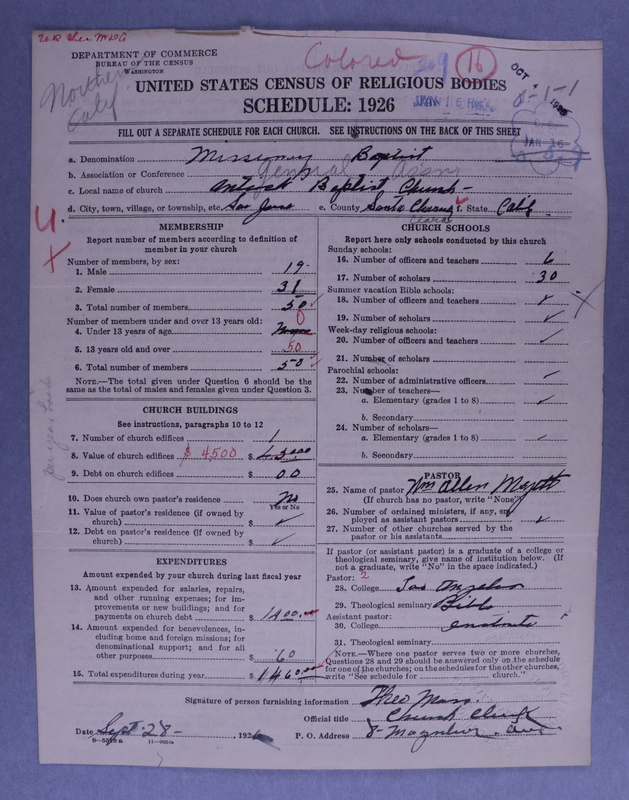 DEPARTMENT OF COMMERCE
BUREAU OF THE CENSUS
WASHINGTON
Colored
209
16
OCT
JAN 16
Northern
Calif
UNITED STATES CENSUS OF RELIGIOUS BODIES
SCHEDULE: 1926
FILL OUT A SEPARATE SCHEDULE FOR EACH CHURCH. SEE INSTRUCTIONS ON THE BACK OF THIS SHEET
a. Denomination Missionary Baptist
b. Association or Conference General Assn.
c. Local name of church Antioch Baptist Church
d. City, town, village, or township, etc. San Jose e. County Santa Clara f. State Calif
Clara
MEMBERSHIP
Report number of members according to definition of member in your church
Number of members, by sex:
1. Male 19
2. Female 31
3. Total number of members 50
Number of members under and over 13 years old:
4. Under 13 years of age 0
5. 13 years old and over 50
6. Total number of members 50
NOTE.—The total given under Question 6 should be the same as the total of males and females given under Question 3.
CHURCH BUILDINGS
See instructions, paragraphs 10 to 12
7. Number of church edifices 1
8. Value of church edifices $4500 $
9. Debt on church edifices $ 00
10. Does church own pastor's residence No
Yes or No
11. Value of pastor's residence (if owned by church) $ ✓
12. Debt on pastor's residence (if owned by church) $ ✓
EXPENDITURES
Amount expended by your church during last fiscal year
13. Amount expended for salaries, repairs, and other running expenses; for improvements or new buildings; and for payments on church debt $ 1400.00
14. Amount expended for benevolences, including home and foreign missions; for denominational support; and for all other purposes $ 60
15. Total expenditures during year $ 1460.00
CHURCH SCHOOLS
Report here only schools conducted by this church
Sunday schools:
16. Number of officers and teachers 6
17. Number of scholars 30
Summer vacation Bible schools:
18. Number of officers and teachers ✓
19. Number of scholars ✓
Week-day religious schools:
20. Number of officers and teachers ✓
21. Number of scholars
Parochial schools:
22. Number of administrative officers
23. Number of teachers—
a. Elementary (grades 1 to 8) ✓
b. Secondary
24. Number of scholars—
a. Elementary (grades 1 to 8) ✓
b. Secondary
PASTOR
25. Name of pastor Wm Allen
(If church has no pastor, write "None")
26. Number of ordained ministers, if any, employed as assistant pastors ✓
27. Number of other churches served by the pastor or his assistants
If pastor (or assistant pastor) is a graduate of a college or theological seminary, give name of institution below. (If not a graduate, write "No" in the space indicated.)
Pastor: 2
28. College Los Angeles
29. Theological seminary Bible
Assistant pastor:
30. College Institute
31. Theological seminary
NOTE.—Where one pastor serves two or more churches, Questions 28 and 29 should be answered only on the schedule for one of the churches; on the schedules for the other churches, write "See schedule for church."
Signature of person furnishing information Theo Moss.
Official title Church Clerk
Date Sept. 28 -, 1926 P. O. Address 8- Magnolia Ave